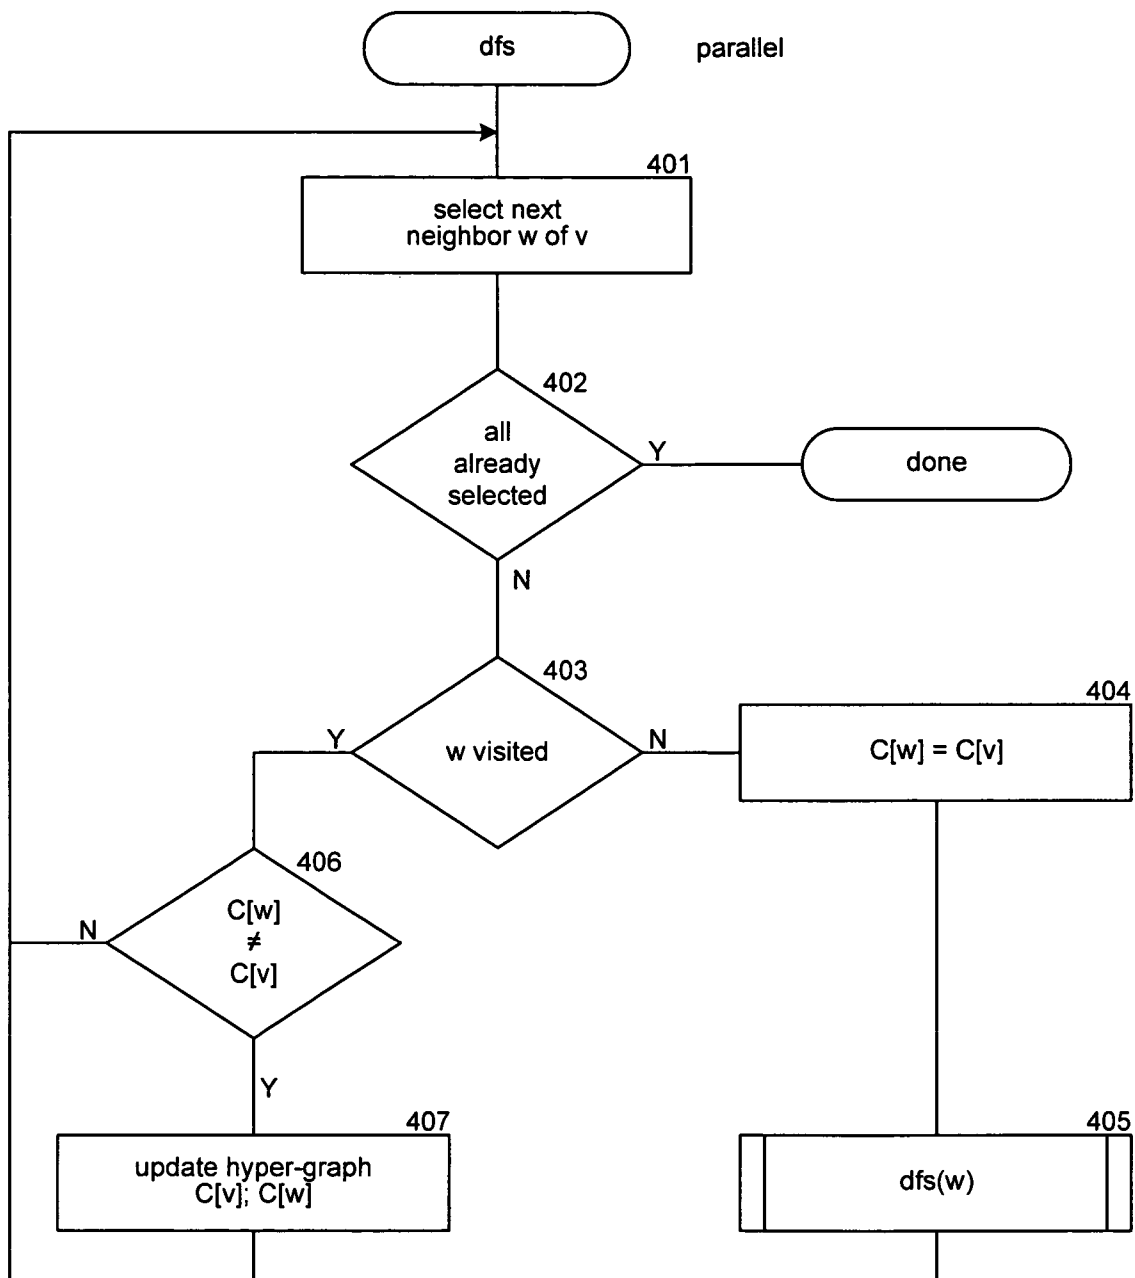 dfs
parallel
401
select next
neighbor w of v
402
all
already
selected
Y
done
N
403
w visited
Y
N
404
C[w] = C[v]
406
C[w]
≠
C[v]
N
Y
407
update hyper-graph
C[v]; C[w]
405
dfs(w)